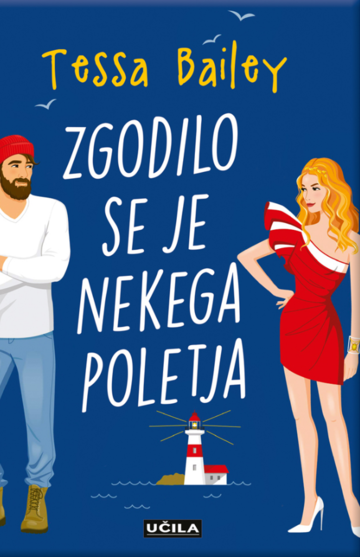 Tessa Bailey
ZGODILO
SE JE
NEKEGA
POLETJA
UČILA